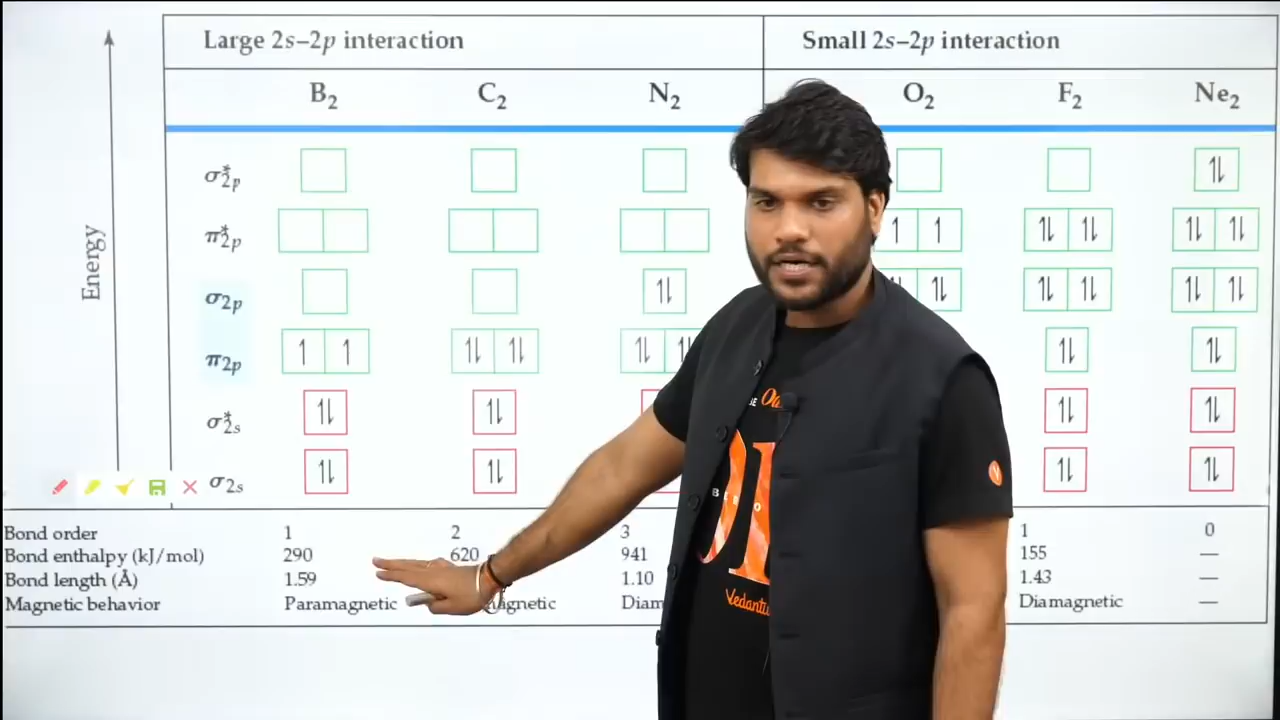 Large 2s–2p interaction
Small 2s–2p interaction
B₂ C₂ N₂ O₂ F₂ Ne₂
Energy
σ*₂p
π*₂p
σ₂p
π₂p
σ*₂s
σ₂s
Bond order 1 2 3 1 0
Bond enthalpy (kJ/mol) 290 620 941 155 —
Bond length (Å) 1.59 1.10 1.43 —
Magnetic behavior Paramagnetic Diamagnetic —